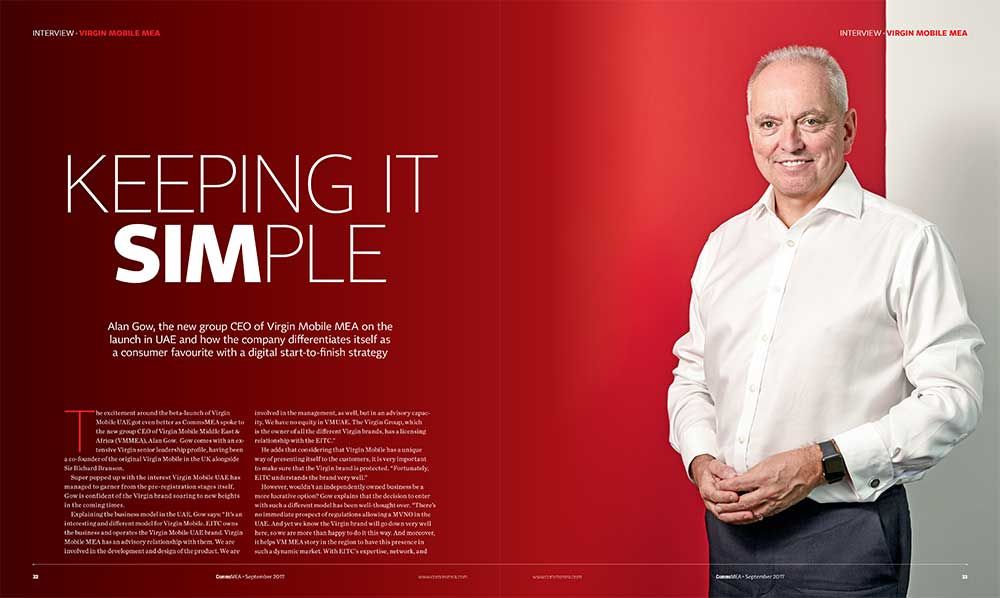 INTERVIEW • VIRGIN MOBILE MEA
INTERVIEW • VIRGIN MOBILE MEA
KEEPING IT
SIMPLE
Alan Gow, the new group CEO of Virgin Mobile MEA on the
launch in UAE and how the company differentiates itself as
a consumer favourite with a digital start-to-finish strategy
The excitement around the beta-launch of Virgin
Mobile UAE got even better as CommsMEA spoke to
the new group CEO of Virgin Mobile Middle East &
Africa (VMMEA), Alan Gow. Gow comes with an ex-
tensive Virgin senior leadership profile, having been
a co-founder of the original Virgin Mobile in the UK alongside
Sir Richard Branson.
Super popped up with the interest Virgin Mobile UAE has
managed to garner from the pre-registration stages itself,
Gow is confident of the Virgin brand soaring to new heights
in the coming times.
Explaining the business model in the UAE, Gow says: "It's an
interesting and different model for Virgin Mobile. EITC owns
the business and operates the Virgin Mobile UAE brand. Virgin
Mobile MEA has an advisory relationship with them. We are
involved in the development and design of the product. We are
involved in the management, as well, but in an advisory capac-
ity. We have no equity in VMUAE. The Virgin Group, which
is the owner of all the different Virgin brands, has a licensing
relationship with the EITC."
He adds that considering that Virgin Mobile has a unique
way of presenting itself to the customers, it is very important
to make sure that the Virgin brand is protected. "Fortunately,
EITC understands the brand very well."
However, wouldn't an independently owned business be a
more lucrative option? Gow explains that the decision to enter
with such a different model has been well-thought over. "There's
no immediate prospect of regulations allowing a MVNO in the
UAE. And yet we know the Virgin brand will go down very well
here, so we are more than happy to do it this way. And moreover,
it helps VM MEA story in the region to have this presence in
such a dynamic market. With EITC's expertise, network, and
32
CommsMEA • September 2017
www.commsmea.com
www.commsmea.com
CommsMEA • September 2017
33